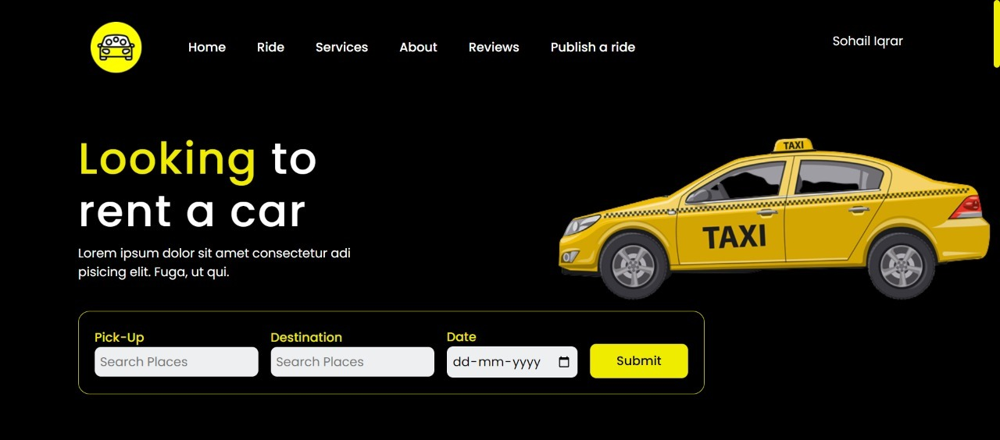 Home Ride Services About Reviews Publish a ride Sohail Iqrar
Looking to
rent a car
Lorem ipsum dolor sit amet consectetur adi
pisicing elit. Fuga, ut qui.
TAXI
TAXI
Pick-Up Destination Date
Search Places Search Places dd-mm-yyyy Submit